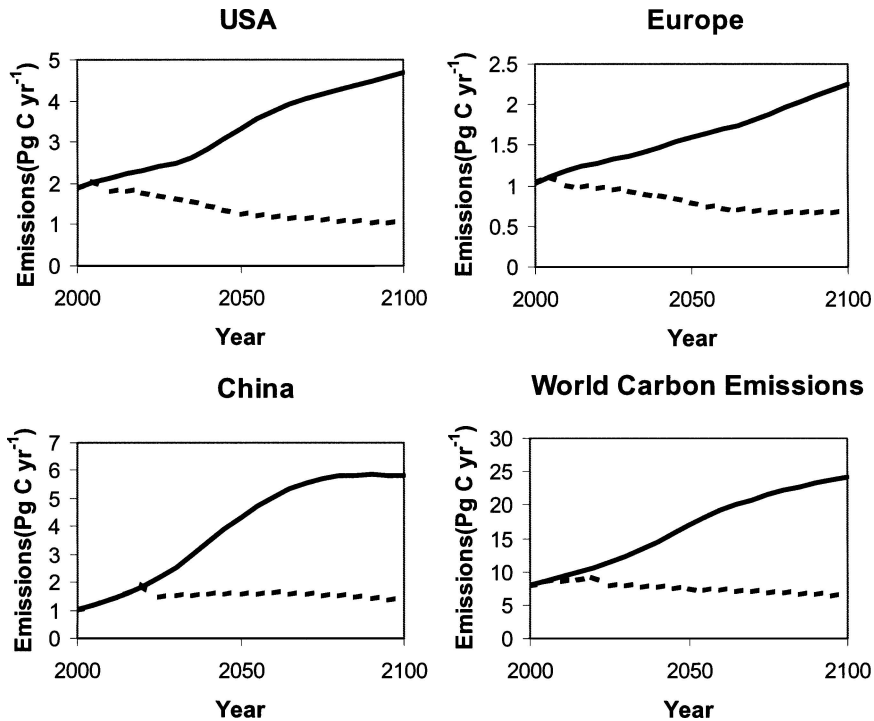 USA
Emissions(Pg C yr-1)
5
4
3
2
1
0
2000 2050 2100
Year
Europe
Emissions(Pg C yr-1)
2.5
2
1.5
1
0.5
0
2000 2050 2100
Year
China
Emissions(Pg C yr-1)
7
6
5
4
3
2
1
0
2000 2050 2100
Year
World Carbon Emissions
Emissions(Pg C yr-1)
30
25
20
15
10
5
0
2000 2050 2100
Year